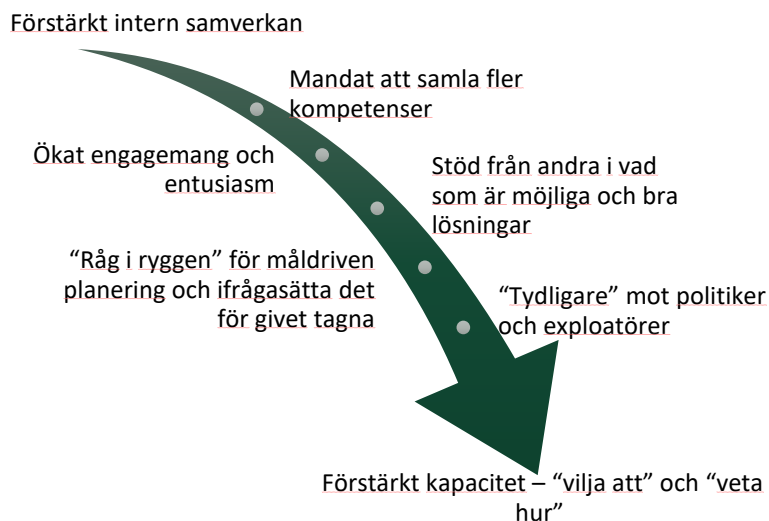 Förstärkt intern samverkan
Mandat att samla fler
kompetenser
Ökat engagemang och
entusiasm
Stöd från andra i vad
som är möjliga och bra
lösningar
“Råg i ryggen” för måldriven
planering och ifrågasätta det
för givet tagna
“Tydligare” mot politiker
och exploatörer
Förstärkt kapacitet – “vilja att” och “veta
hur”